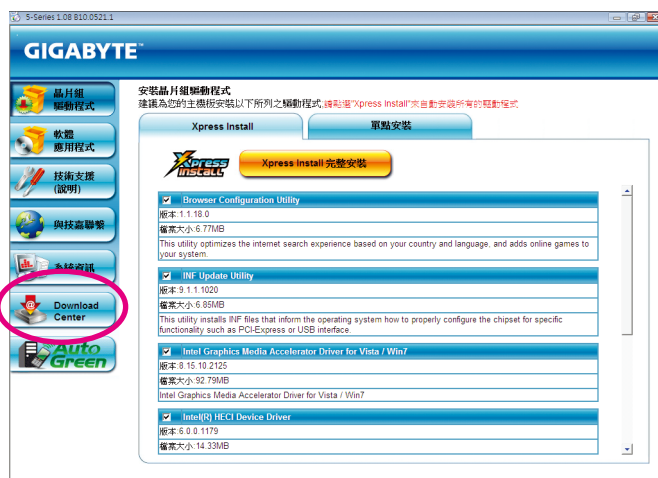 5-Series 1.08 B10.0521.1
GIGABYTE™
晶片組
驅動程式
軟體
應用程式
技術支援
(說明)
與技嘉聯繫
系統資訊
Download
Center
Auto
Green
安裝晶片組驅動程式
建議為您的主機板安裝以下所列之驅動程式,請點選"Xpress Install"來自動安裝所有的驅動程式
Xpress Install
單點安裝
Xpress
INSTALL
Xpress Install 完整安裝
Browser Configuration Utility
版本:1.1.18.0
檔案大小:6.77MB
This utility optimizes the internet search experience based on your country and language, and adds online games to
your system.
INF Update Utility
版本:9.1.1.1020
檔案大小:6.85MB
This utility installs INF files that inform the operating system how to properly configure the chipset for specific
functionality such as PCI-Express or USB interface.
Intel Graphics Media Accelerator Driver for Vista / Win7
版本:8.15.10.2125
檔案大小:92.79MB
Intel Graphics Media Accelerator Driver for Vista / Win7
Intel(R) HECI Device Driver
版本:6.0.0.1179
檔案大小:14.33MB